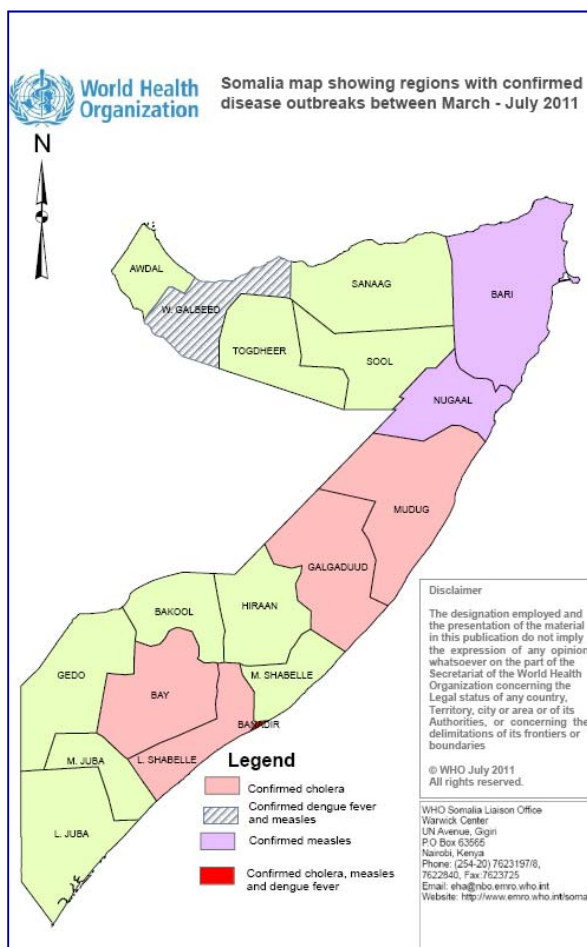 World Health
Organization
Somalia map showing regions with confirmed
disease outbreaks between March - July 2011
N
AWDAL
W. GALBEED
SANAAG
BARI
TOGDHEER
SOOL
NUGAAL
MUDUG
GALGADUUD
HIRAAN
BAKOOL
GEDO
BAY
M. SHABELLE
BANADIR
L. SHABELLE
M. JUBA
L. JUBA
Legend
Confirmed cholera
Confirmed dengue fever
and measles
Confirmed measles
Confirmed cholera, measles
and dengue fever
Disclaimer
The designation employed and
the presentation of the material
in this publication do not imply
the expression of any opinion
whatsoever on the part of the
Secretariat of the World Health
Organization concerning the
Legal status of any country,
Territory, city or area or of its
Authorities, or concerning the
delimitations of its frontiers or
boundaries
© WHO July 2011
All rights reserved.
WHO Somalia Liaison Office
Warwick Center
UN Avenue, Gigiri
P.O Box 63565
Nairobi, Kenya
Phone: (254-20) 7623197/8,
7622840, Fax:7623725
Email: eha@nbo.emro.who.int
Website: http://www.emro.who.int/soma